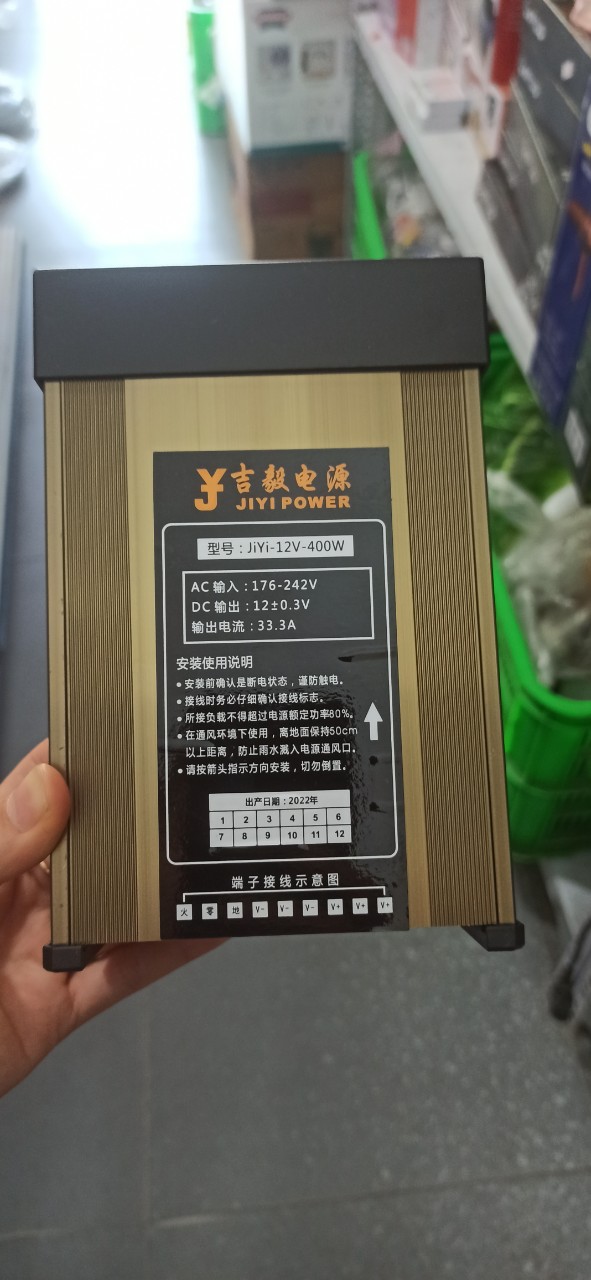 吉毅电源
JIYI POWER
型号：JiYi-12V-400W
AC 输入：176-242V
DC 输出：12±0.3V
输出电流：33.3A
安装使用说明
●安装前确认是断电状态，谨防触电。
●接线时务必仔细确认接线标志。
●所接负载不得超过电源额定功率80%。
●在通风环境下使用，离地面保持50cm
以上距离，防止雨水溅入电源通风口。
●请按箭头指示方向安装，切勿倒置。
出产日期：2022年
1 2 3 4 5 6
7 8 9 10 11 12
端子接线示意图
火 零 地 V- V- V- V+ V+ V+